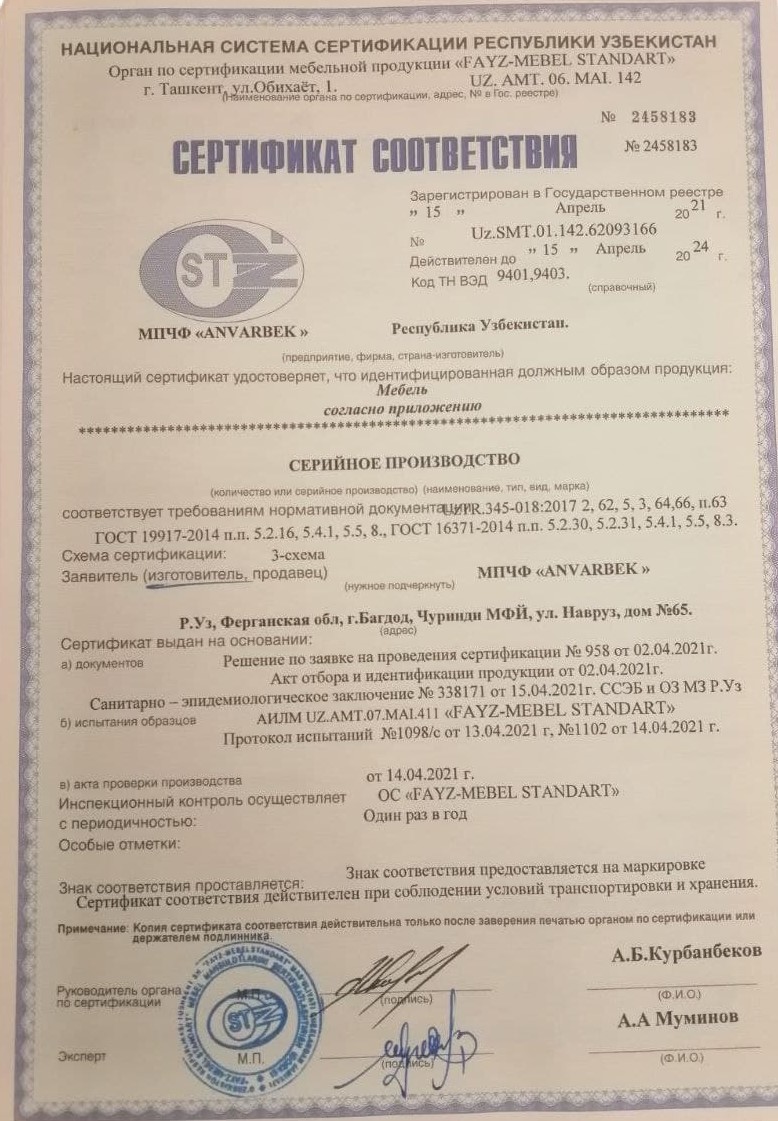 НАЦИОНАЛЬНАЯ СИСТЕМА СЕРТИФИКАЦИИ РЕСПУБЛИКИ УЗБЕКИСТАН
Орган по сертификации мебельной продукции «FAYZ-MEBEL STANDART»
г. Ташкент, ул.Обихаёт, 1. UZ. AMT. 06. MAI. 142
(Наименование органа по сертификации, адрес, № в Гос. реестре)
№ 2458183
СЕРТИФИКАТ СООТВЕТСТВИЯ № 2458183
Зарегистрирован в Государственном реестре
„ 15 „ Апрель 2021 г.
№ Uz.SMT.01.142.62093166
Действителен до „ 15 „ Апрель 2024 г.
Код ТН ВЭД 9401,9403.
(справочный)
ST
МПЧФ «ANVARBEK » Республика Узбекистан.
(предприятие, фирма, страна-изготовитель)
Настоящий сертификат удостоверяет, что идентифицированная должным образом продукция:
Мебель
согласно приложению
СЕРИЙНОЕ ПРОИЗВОДСТВО
(количество или серийное производство) (наименование, тип, вид, марка)
соответствует требованиям нормативной документации: UzTR.345-018:2017 2, 62, 5, 3, 64,66, п.63
ГОСТ 19917-2014 п.п. 5.2.16, 5.4.1, 5.5, 8., ГОСТ 16371-2014 п.п. 5.2.30, 5.2.31, 5.4.1, 5.5, 8.3.
Схема сертификации: 3-схема
Заявитель (изготовитель, продавец) МПЧФ «ANVARBEK »
(нужное подчеркнуть)
Р.Уз, Ферганская обл, г.Багдод, Чуринди МФЙ, ул. Навруз, дом №65.
(адрес)
Сертификат выдан на основании:
а) документов Решение по заявке на проведения сертификации № 958 от 02.04.2021г.
Акт отбора и идентификации продукции от 02.04.2021г.
Санитарно – эпидемиологическое заключение № 338171 от 15.04.2021г. ССЭБ и ОЗ МЗ Р.Уз
б) испытания образцов АИЛМ UZ.AMT.07.MAI.411 «FAYZ-MEBEL STANDART»
Протокол испытаний №1098/с от 13.04.2021 г, №1102 от 14.04.2021 г.
в) акта проверки производства от 14.04.2021 г.
Инспекционный контроль осуществляет ОС «FAYZ-MEBEL STANDART»
с периодичностью: Один раз в год
Особые отметки:
Знак соответствия проставляется: Знак соответствия предоставляется на маркировке
Сертификат соответствия действителен при соблюдении условий транспортировки и хранения.
Примечание: Копия сертификата соответствия действительна только после заверения печатью органом по сертификации или
держателем подлинника.
А.Б.Курбанбеков
Руководитель органа
по сертификации М.П. (подпись) (Ф.И.О.)
А.А Муминов
Эксперт М.П. (подпись) (Ф.И.О.)